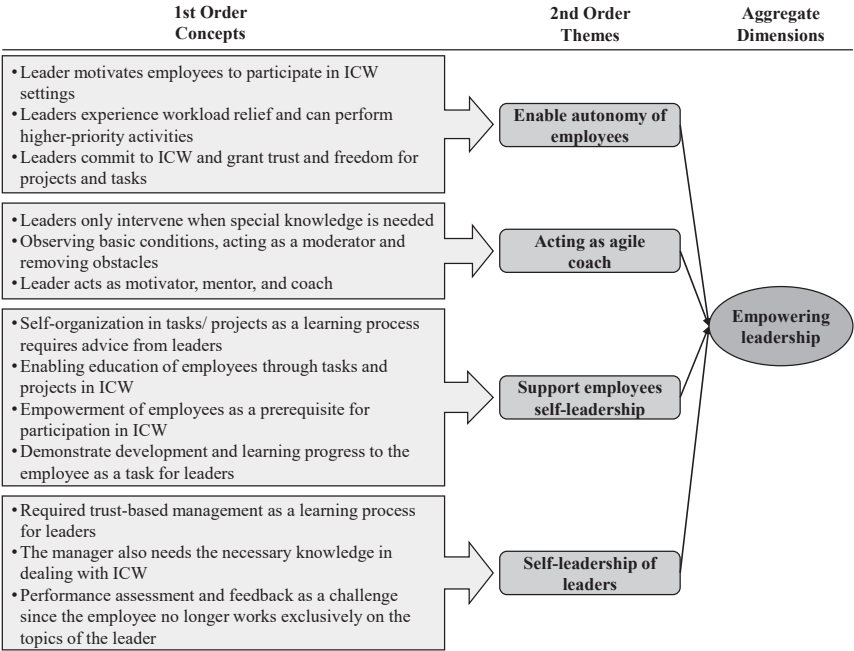 1st Order
Concepts
2nd Order
Themes
Aggregate
Dimensions
• Leader motivates employees to participate in ICW
settings
• Leaders experience workload relief and can perform
higher-priority activities
• Leaders commit to ICW and grant trust and freedom for
projects and tasks
Enable autonomy of
employees
• Leaders only intervene when special knowledge is needed
• Observing basic conditions, acting as a moderator and
removing obstacles
• Leader acts as motivator, mentor, and coach
Acting as agile
coach
• Self-organization in tasks/ projects as a learning process
requires advice from leaders
• Enabling education of employees through tasks and
projects in ICW
• Empowerment of employees as a prerequisite for
participation in ICW
• Demonstrate development and learning progress to the
employee as a task for leaders
Support employees
self-leadership
• Required trust-based management as a learning process
for leaders
• The manager also needs the necessary knowledge in
dealing with ICW
• Performance assessment and feedback as a challenge
since the employee no longer works exclusively on the
topics of the leader
Self-leadership of
leaders
Empowering
leadership